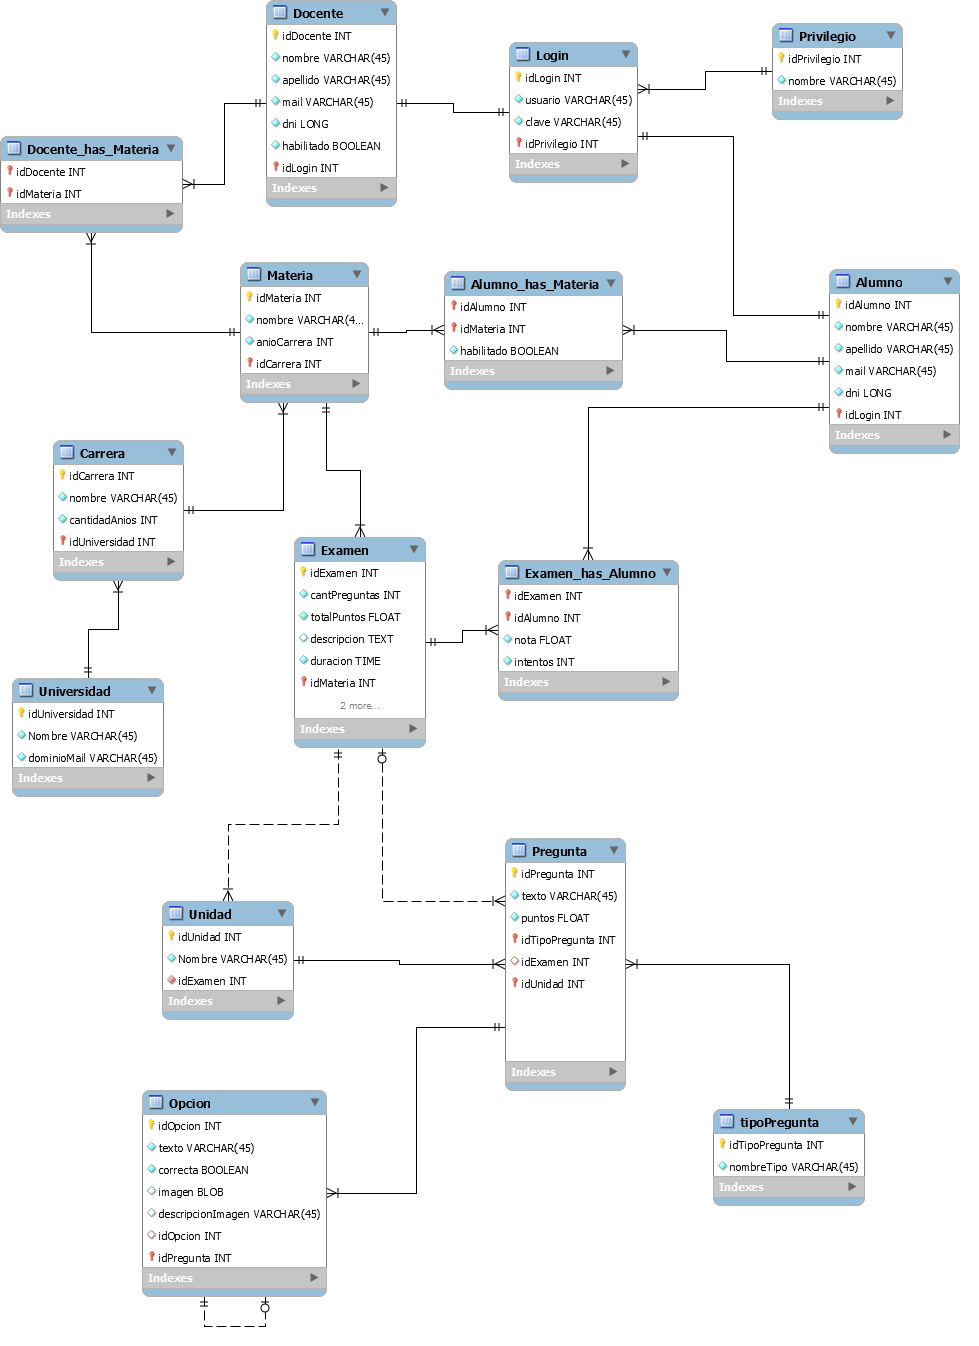 Docente
idDocente INT
nombre VARCHAR(45)
apellido VARCHAR(45)
mail VARCHAR(45)
dni LONG
habilitado BOOLEAN
idLogin INT
Indexes
Login
idLogin INT
usuario VARCHAR(45)
clave VARCHAR(45)
idPrivilegio INT
Indexes
Privilegio
idPrivilegio INT
nombre VARCHAR(45)
Indexes
Docente_has_Materia
idDocente INT
idMateria INT
Indexes
Materia
idMateria INT
nombre VARCHAR(4...
anioCarrera INT
idCarrera INT
Indexes
Alumno_has_Materia
idAlumno INT
idMateria INT
habilitado BOOLEAN
Indexes
Alumno
idAlumno INT
nombre VARCHAR(45)
apellido VARCHAR(45)
mail VARCHAR(45)
dni LONG
idLogin INT
Indexes
Carrera
idCarrera INT
nombre VARCHAR(45)
cantidadAnios INT
idUniversidad INT
Indexes
Examen
idExamen INT
cantPreguntas INT
totalPuntos FLOAT
descripcion TEXT
duracion TIME
idMateria INT
2 more...
Indexes
Examen_has_Alumno
idExamen INT
idAlumno INT
nota FLOAT
intentos INT
Indexes
Universidad
idUniversidad INT
Nombre VARCHAR(45)
dominioMail VARCHAR(45)
Indexes
Pregunta
idPregunta INT
texto VARCHAR(45)
puntos FLOAT
idTipoPregunta INT
idExamen INT
idUnidad INT
Indexes
Unidad
idUnidad INT
Nombre VARCHAR(45)
idExamen INT
Indexes
Opcion
idOpcion INT
texto VARCHAR(45)
correcta BOOLEAN
imagen BLOB
descripcionImagen VARCHAR(45)
idOpcion INT
idPregunta INT
Indexes
tipoPregunta
idTipoPregunta INT
nombreTipo VARCHAR(45)
Indexes